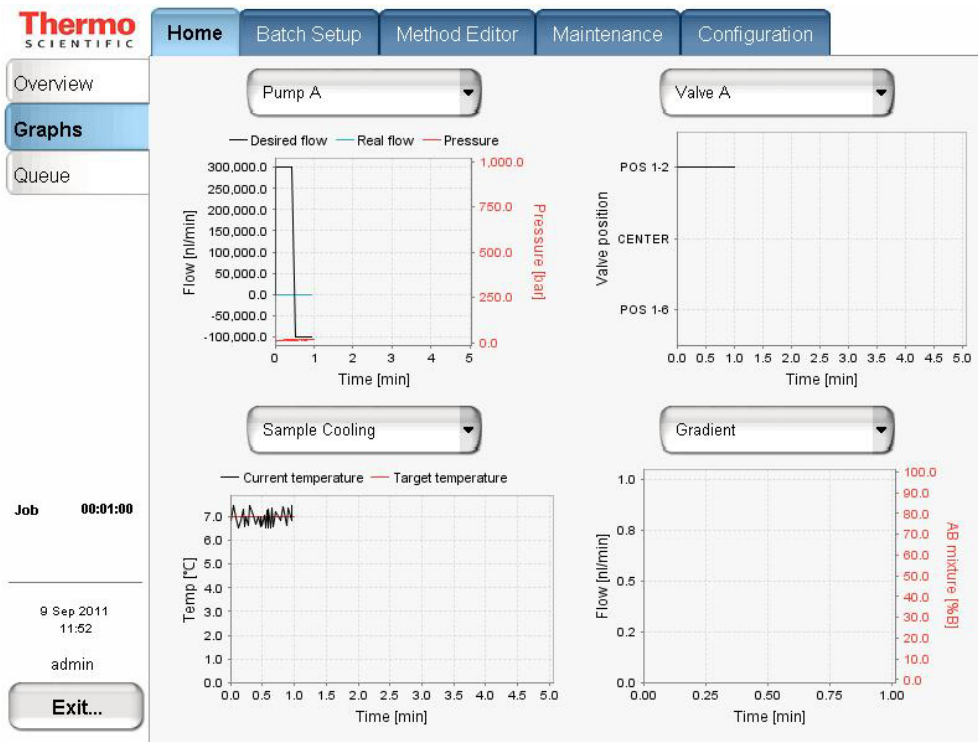 Thermo
SCIENTIFIC
Home
Batch Setup
Method Editor
Maintenance
Configuration
Overview
Graphs
Queue
Job 00:01:00
9 Sep 2011
11:52
admin
Exit...
Pump A
Desired flow Real flow Pressure
300,000.0
250,000.0
200,000.0
150,000.0
100,000.0
50,000.0
0.0
-50,000.0
-100,000.0
Flow [nl/min]
1,000.0
750.0
500.0
250.0
0.0
Pressure [bar]
0 1 2 3 4 5
Time [min]
Valve A
POS 1-2
CENTER
POS 1-6
Valve position
0.0 0.5 1.0 1.5 2.0 2.5 3.0 3.5 4.0 4.5 5.0
Time [min]
Sample Cooling
Current temperature Target temperature
7.0
6.0
5.0
4.0
3.0
2.0
1.0
0.0
Temp [°C]
0.0 0.5 1.0 1.5 2.0 2.5 3.0 3.5 4.0 4.5 5.0
Time [min]
Gradient
1.0
0.8
0.5
0.2
0.0
Flow [nl/min]
100.0
90.0
80.0
70.0
60.0
50.0
40.0
30.0
20.0
10.0
0.0
AB mixture [%B]
0.00 0.25 0.50 0.75 1.00
Time [min]